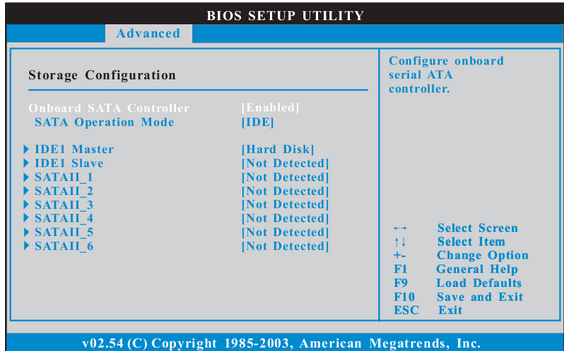 BIOS SETUP UTILITY
Advanced
Storage Configuration
Onboard SATA Controller [Enabled]
SATA Operation Mode [IDE]
IDE1 Master [Hard Disk]
IDE1 Slave [Not Detected]
SATAII_1 [Not Detected]
SATAII_2 [Not Detected]
SATAII_3 [Not Detected]
SATAII_4 [Not Detected]
SATAII_5 [Not Detected]
SATAII_6 [Not Detected]
Configure onboard
serial ATA
controller.
←→ Select Screen
↑↓ Select Item
+- Change Option
F1 General Help
F9 Load Defaults
F10 Save and Exit
ESC Exit
v02.54 (C) Copyright 1985-2003, American Megatrends, Inc.